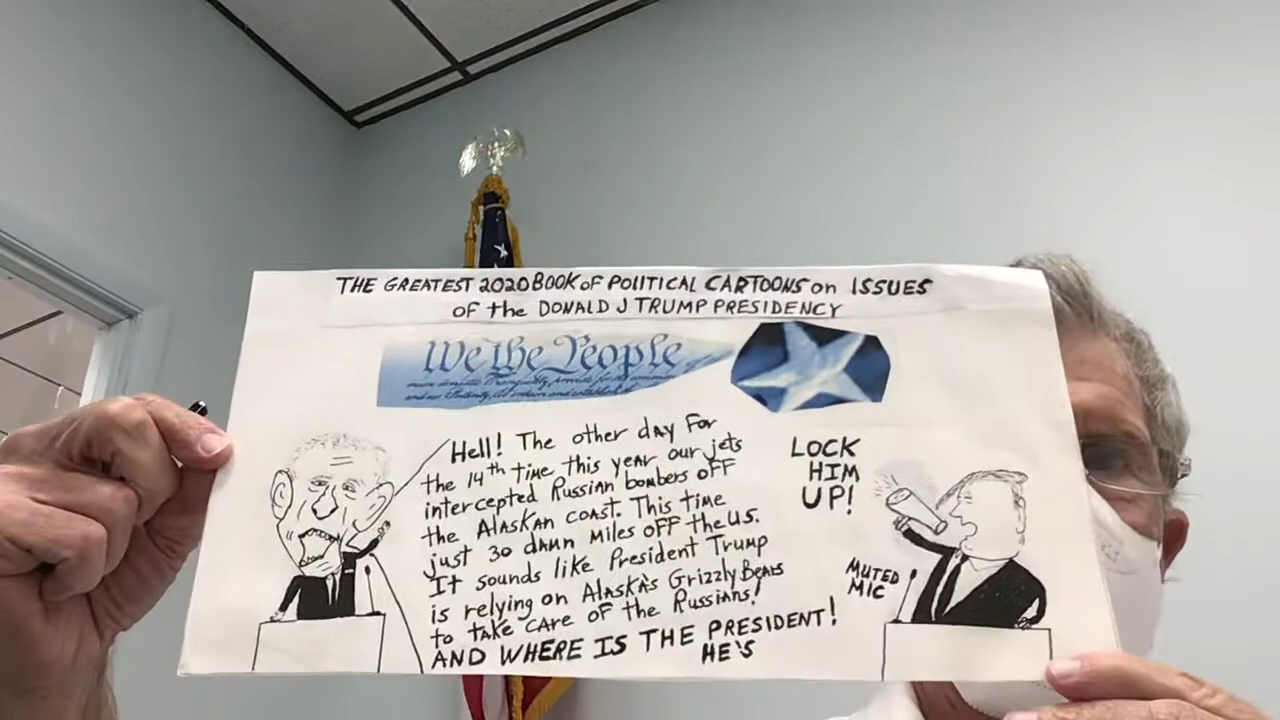 THE GREATEST 2020 BOOK OF POLITICAL CARTOONS on ISSUES
OF the DONALD J TRUMP PRESIDENCY
We the People
Hell! The other day For
the 14th time this year our jets
intercepted Russian bombers off
the Alaskan coast. This time
just 30 damn miles off the U.S.
It sounds like President Trump
is relying on Alaska's Grizzly Bears
to take care of the Russians!
AND WHERE IS THE PRESIDENT!
HE'S
LOCK
HIM
UP!
MUTED
MIC